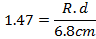 1.47 = R.d / 6.8cm